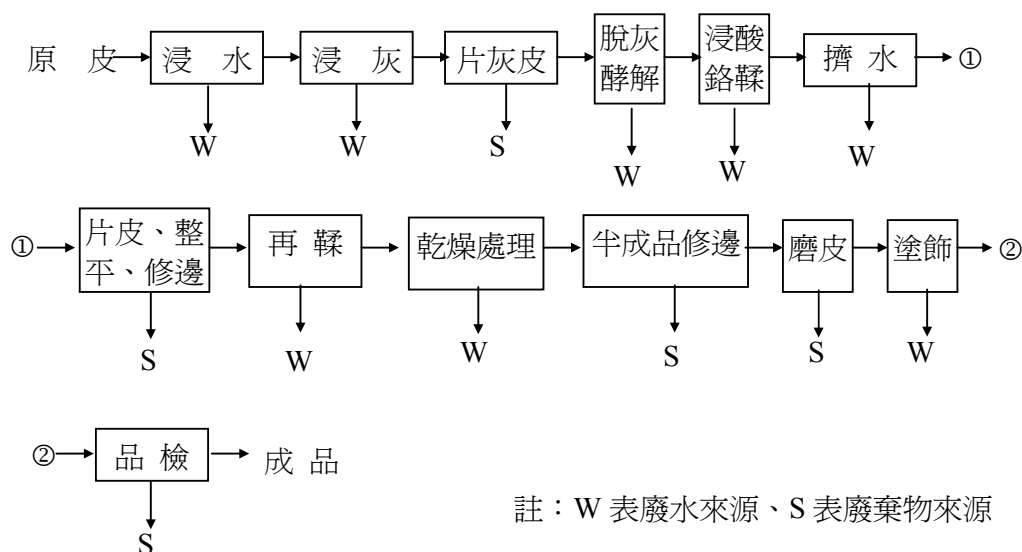 原 皮 浸 水 浸 灰 片灰皮 脫灰酵解 浸酸鉻鞣 擠 水 ①
W W S W W W
① 片皮、整平、修邊 再 鞣 乾燥處理 半成品修邊 磨皮 塗飾 ②
S W W S S W
② 品 檢 成 品
S
註：W 表廢水來源、S 表廢棄物來源